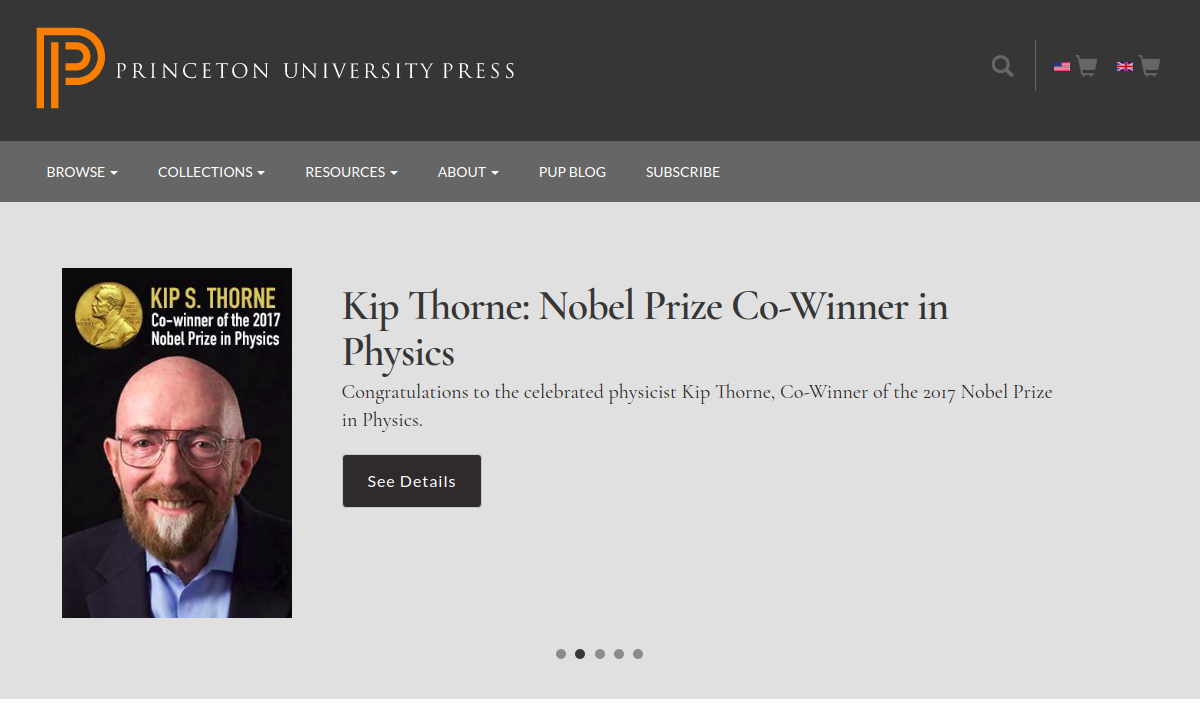 PRINCETON UNIVERSITY PRESS
BROWSE
COLLECTIONS
RESOURCES
ABOUT
PUP BLOG
SUBSCRIBE
KIP S. THORNE
Co-winner of the 2017
Nobel Prize in Physics
Kip Thorne: Nobel Prize Co-Winner in
Physics
Congratulations to the celebrated physicist Kip Thorne, Co-Winner of the 2017 Nobel Prize
in Physics.
See Details